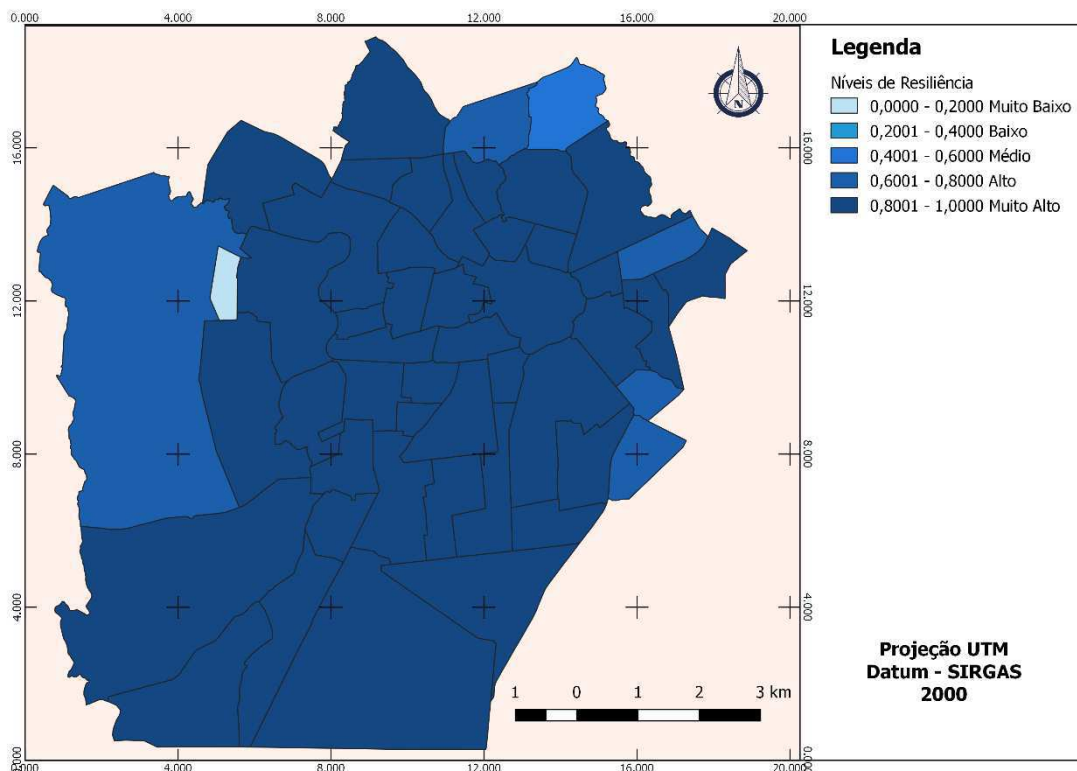 0.000 4.000 8.000 12.000 16.000 20.000
Legenda
Níveis de Resiliência
0,0000 - 0,2000 Muito Baixo
0,2001 - 0,4000 Baixo
0,4001 - 0,6000 Médio
0,6001 - 0,8000 Alto
0,8001 - 1,0000 Muito Alto
N
16.000 16.000
12.000 12.000
8.000 8.000
4.000 4.000
Projeção UTM
Datum - SIRGAS
2000
1 0 1 2 3 km
0.000 0.000
0.000 4.000 8.000 12.000 16.000 20.000